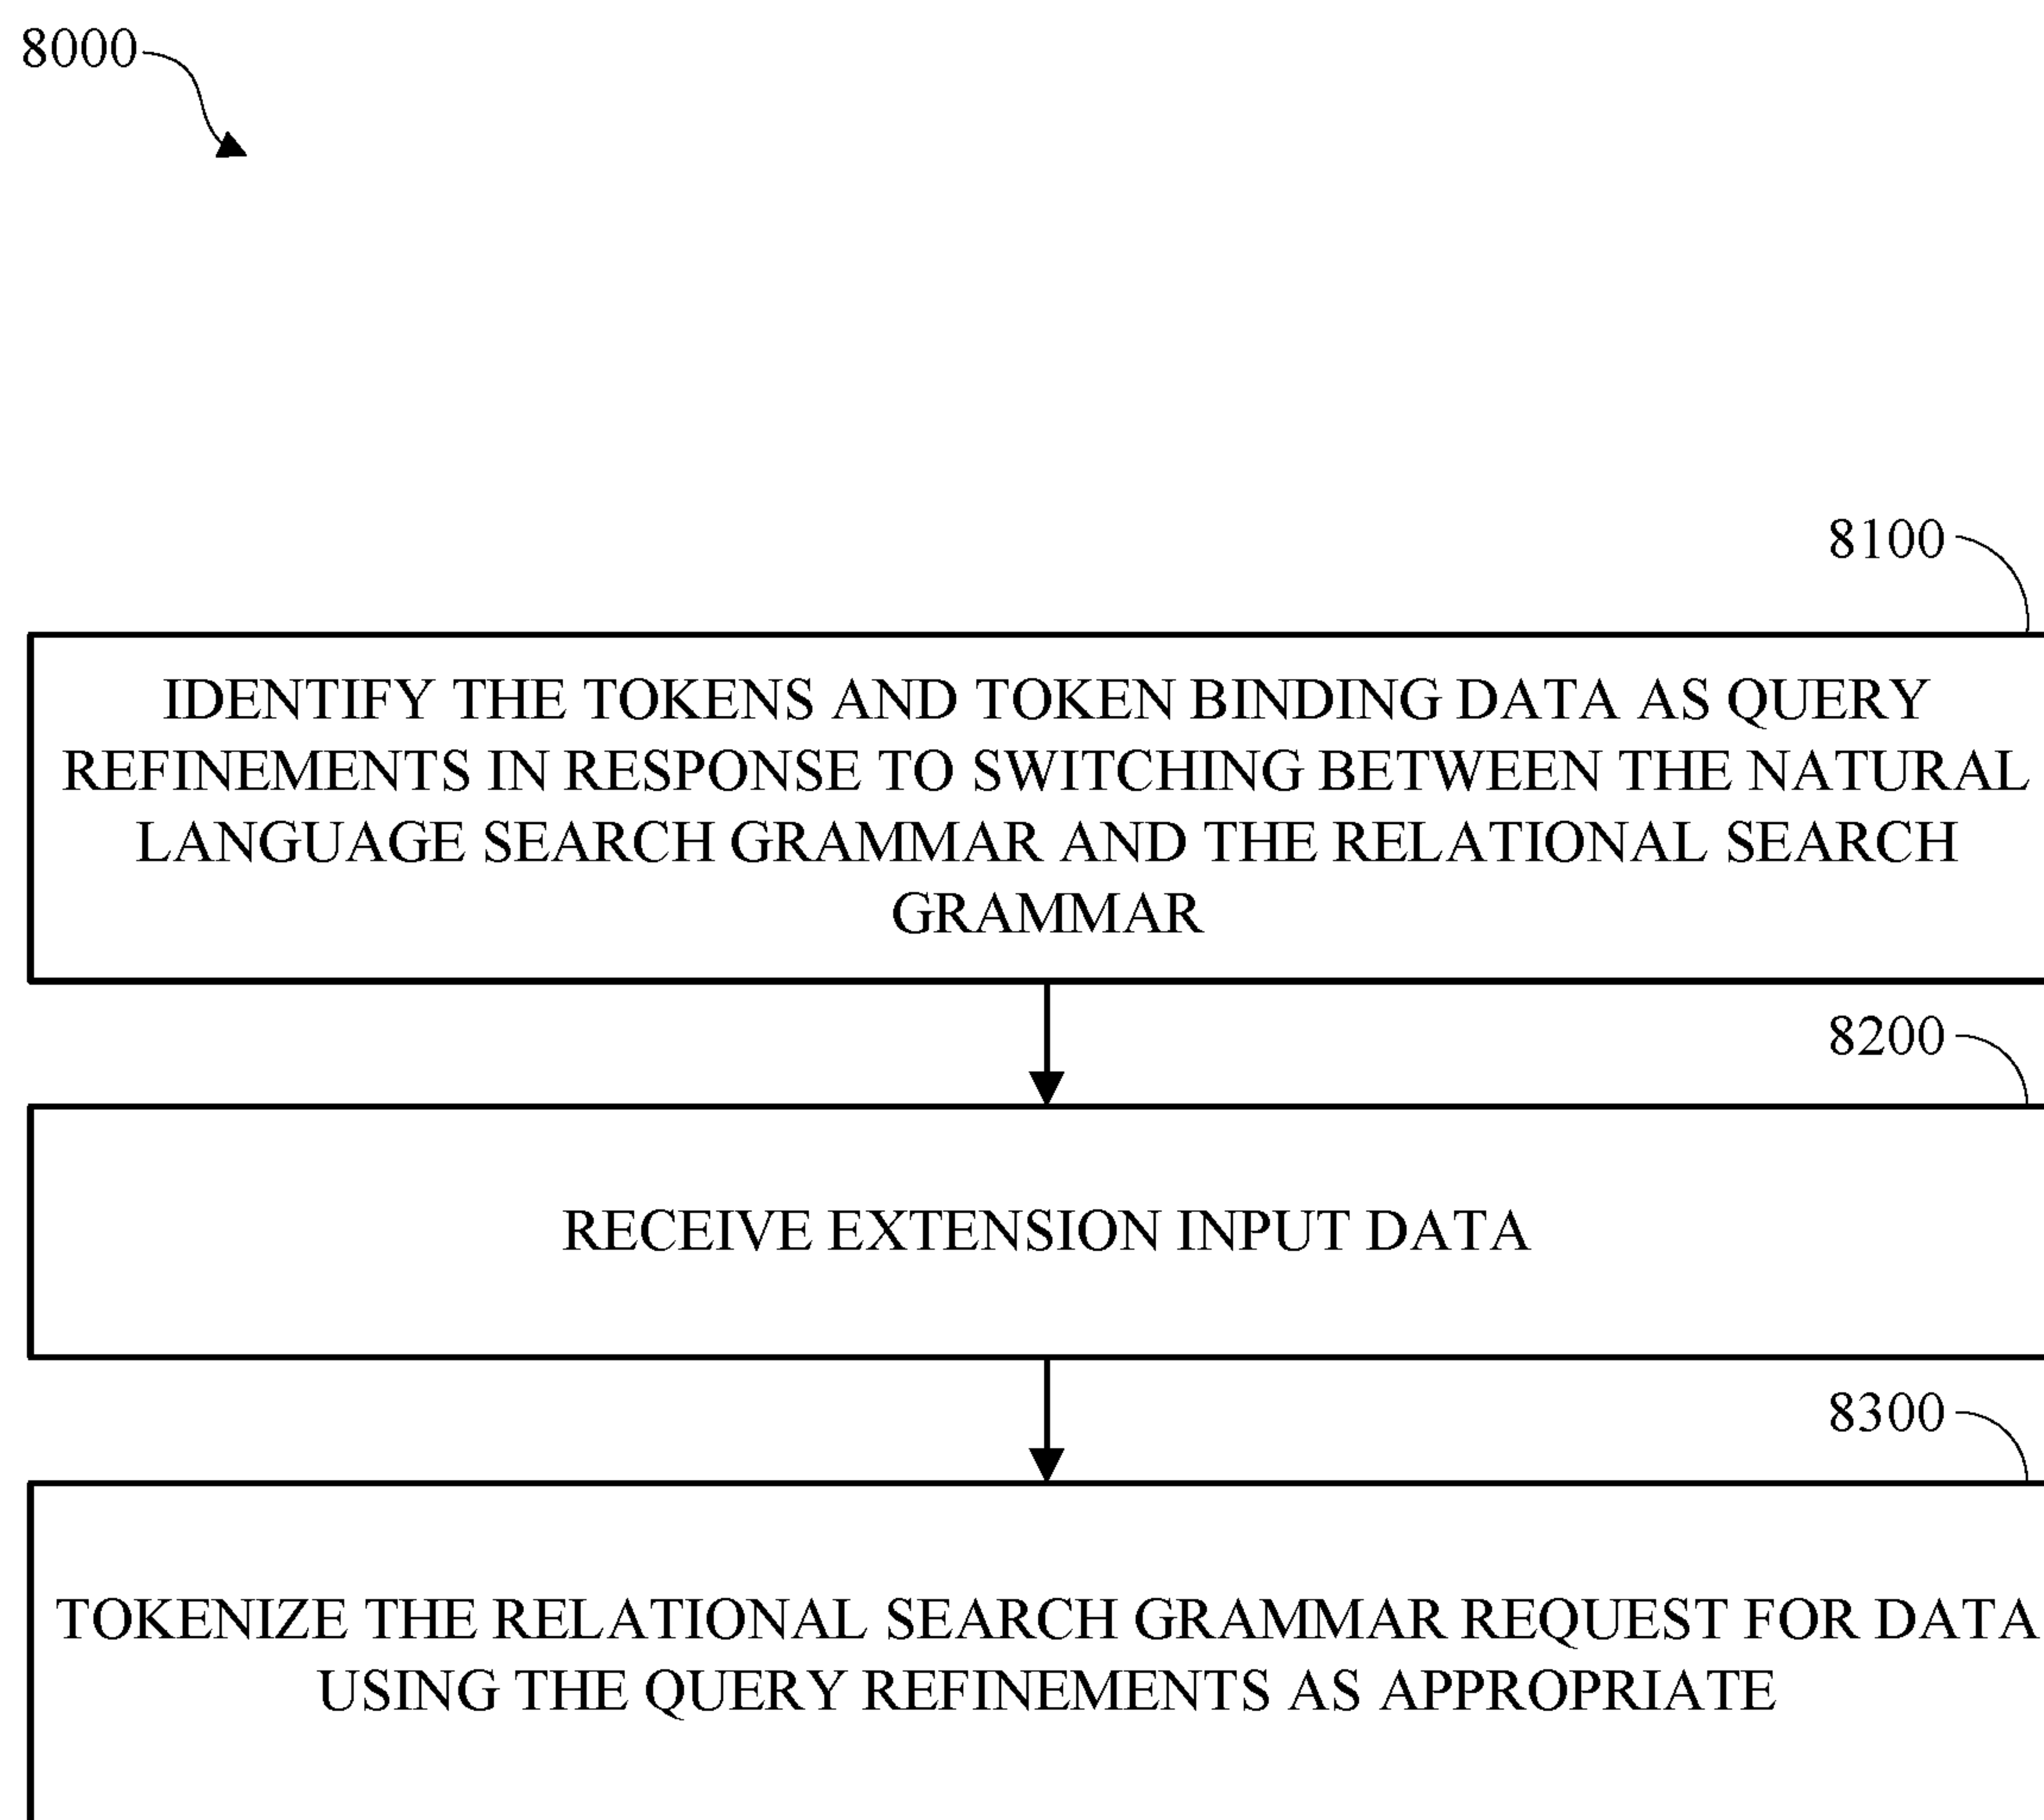 8000
8100
IDENTIFY THE TOKENS AND TOKEN BINDING DATA AS QUERY
REFINEMENTS IN RESPONSE TO SWITCHING BETWEEN THE NATURAL
LANGUAGE SEARCH GRAMMAR AND THE RELATIONAL SEARCH
GRAMMAR
8200
RECEIVE EXTENSION INPUT DATA
8300
TOKENIZE THE RELATIONAL SEARCH GRAMMAR REQUEST FOR DATA
USING THE QUERY REFINEMENTS AS APPROPRIATE